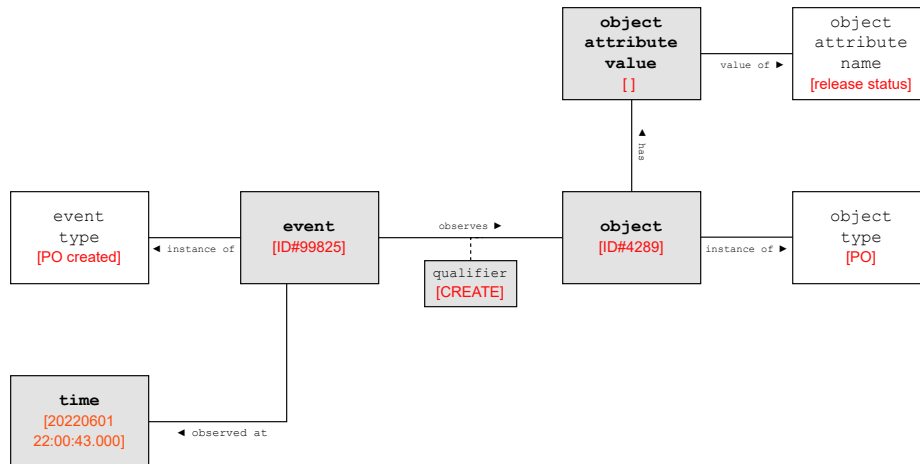 object
attribute
value
[ ]
value of ►
object
attribute
name
[release status]
has ►
event
type
[PO created]
◄ instance of
event
[ID#99825]
observes ►
qualifier
[CREATE]
object
[ID#4289]
instance of ►
object
type
[PO]
time
[20220601
22:00:43.000]
◄ observed at